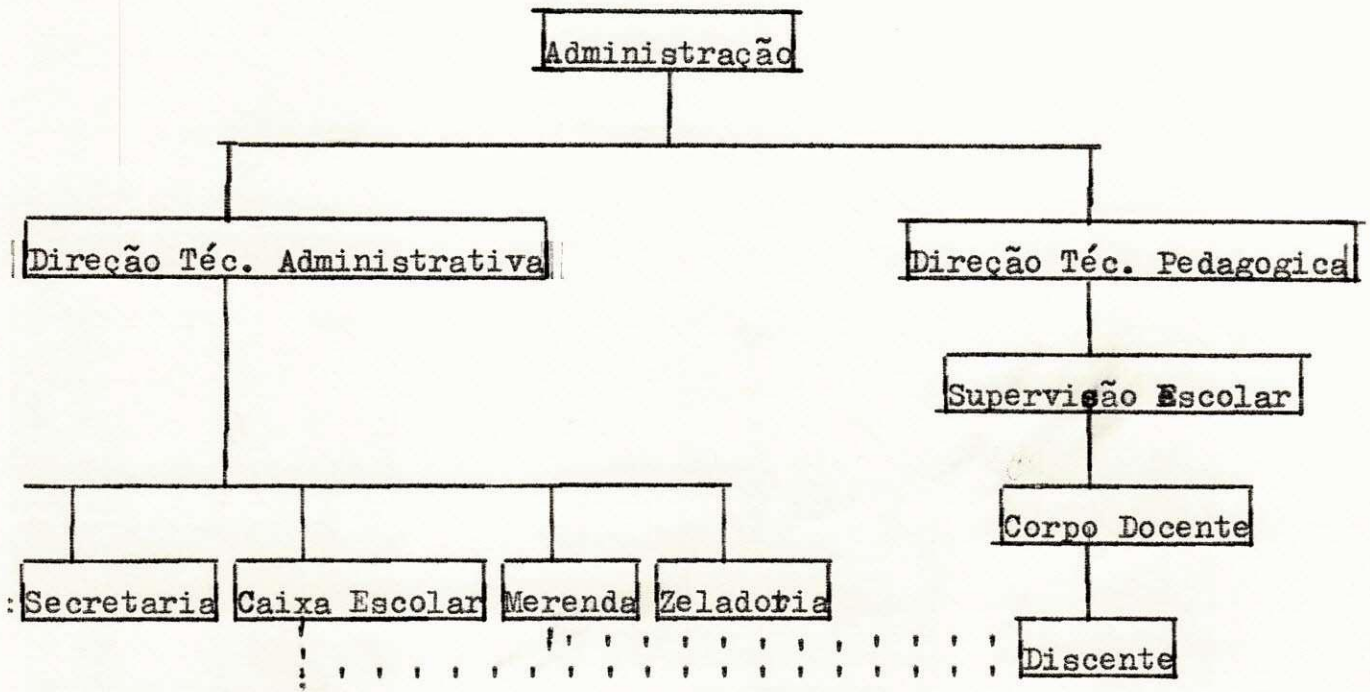 Administração
Direção Téc. Administrativa
Direção Téc. Pedagogica
Supervisão Escolar
Corpo Docente
Secretaria
Caixa Escolar
Merenda
Zeladoria
Discente